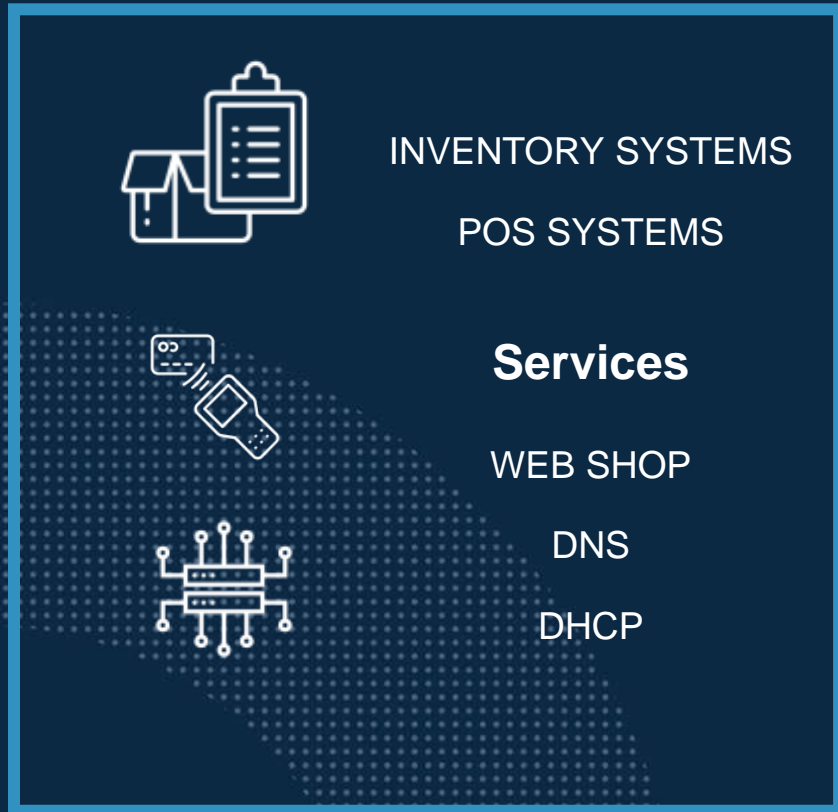 INVENTORY SYSTEMS
POS SYSTEMS
Services
WEB SHOP
DNS
DHCP